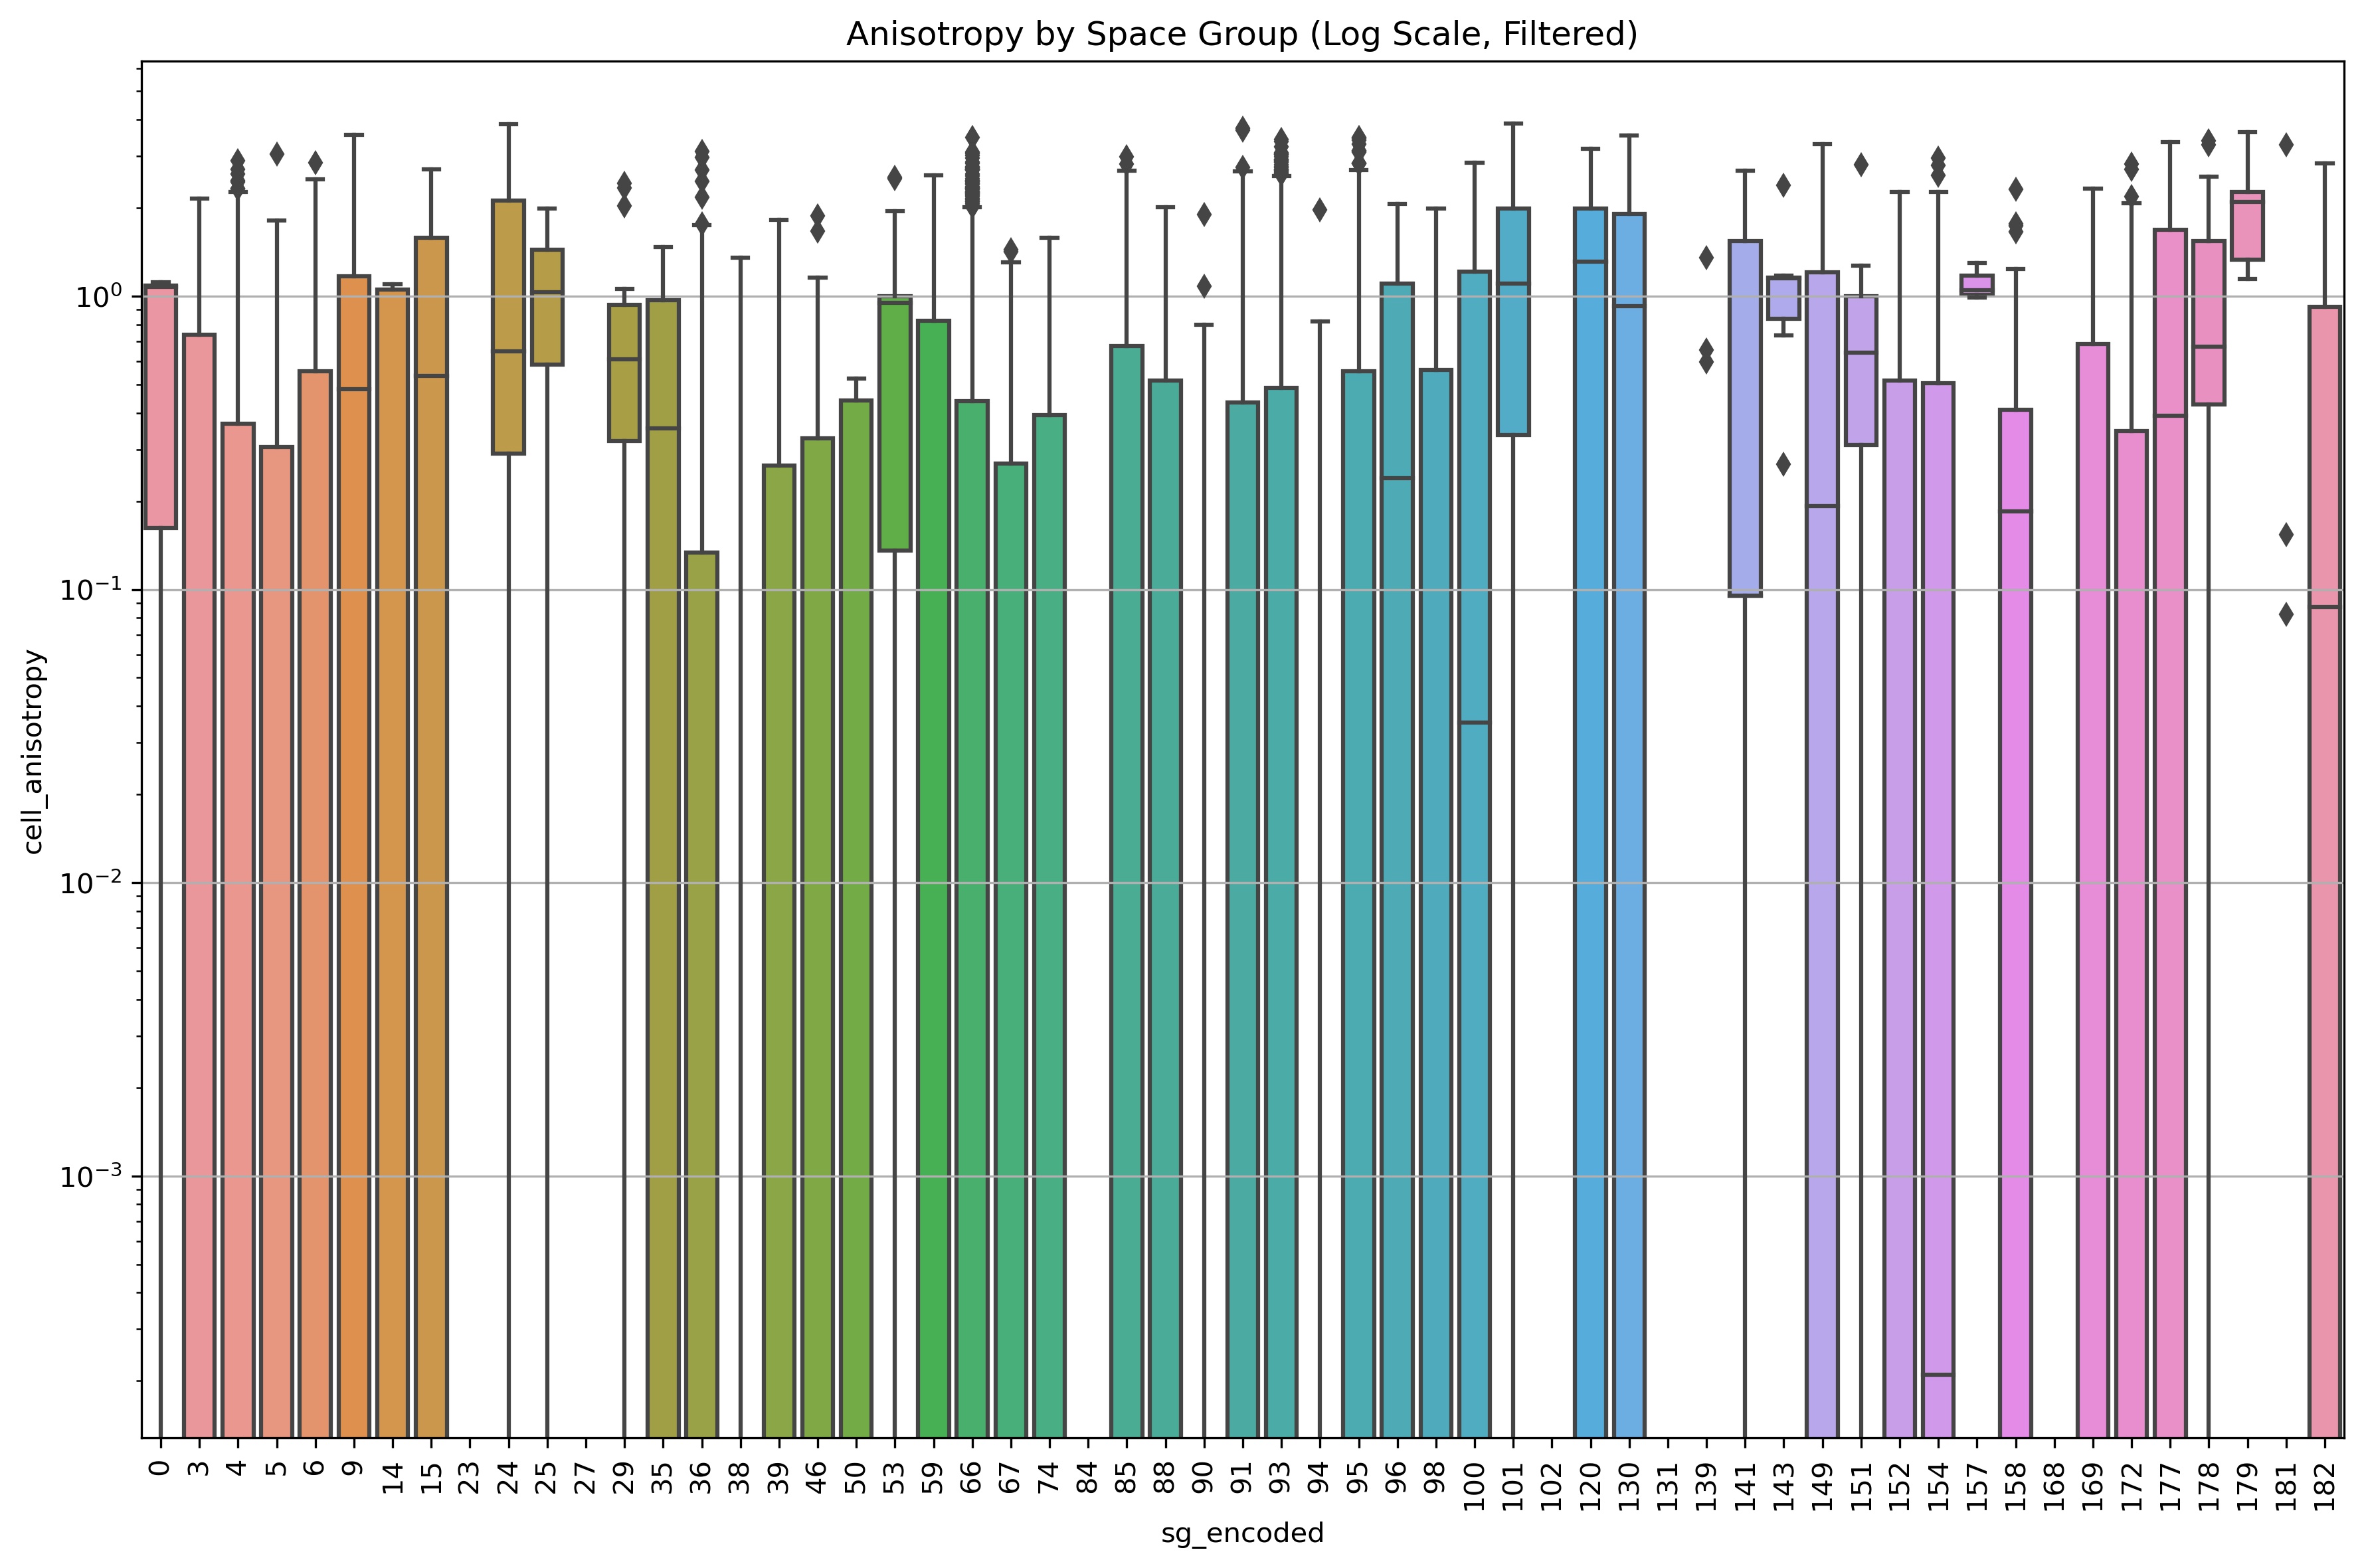 Anisotropy by Space Group (Log Scale, Filtered)
10⁰
10⁻¹
10⁻²
10⁻³
cell_anisotropy
0 3 4 5 6 9 14 15 23 24 25 27 29 35 36 38 39 46 50 53 59 66 67 74 84 85 88 90 91 93 94 95 96 98 100 101 102 120 130 131 139 141 143 149 151 152 154 157 158 168 169 172 177 178 179 181 182
sg_encoded